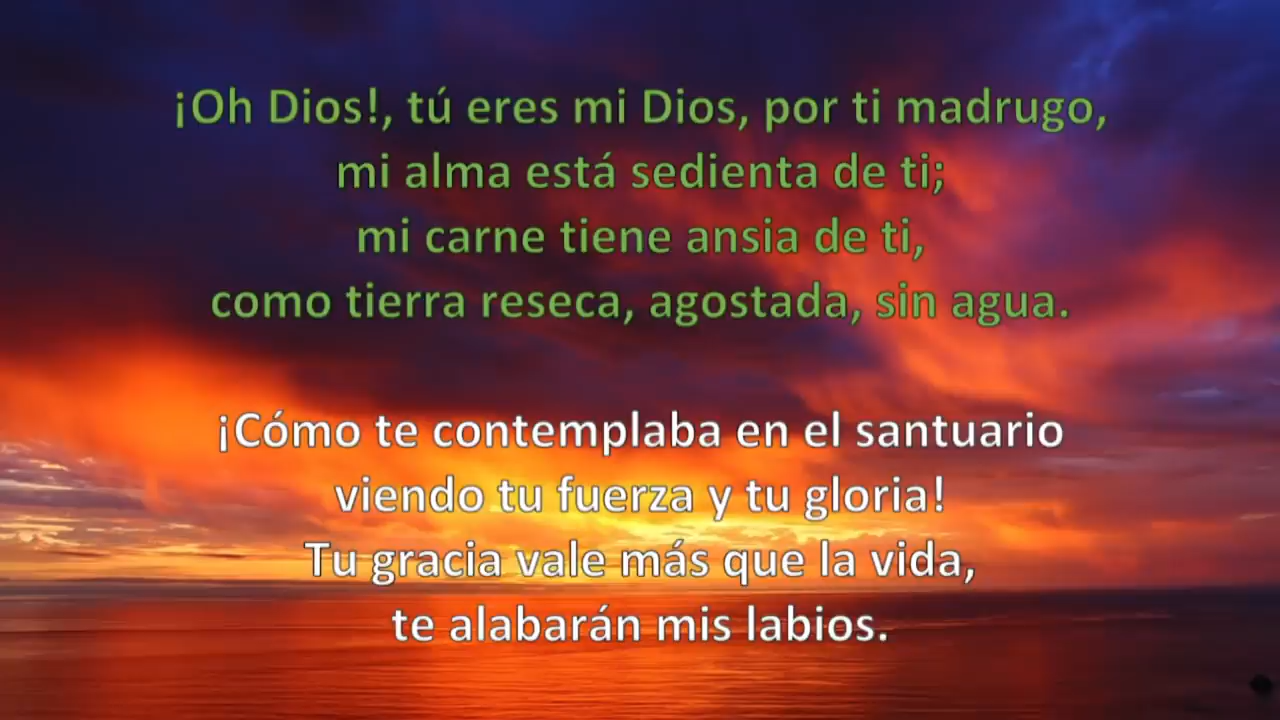 ¡Oh Dios!, tú eres mi Dios, por ti madrugo,
mi alma está sedienta de ti;
mi carne tiene ansia de ti,
como tierra reseca, agostada, sin agua.
¡Cómo te contemplaba en el santuario
viendo tu fuerza y tu gloria!
Tu gracia vale más que la vida,
te alabarán mis labios.